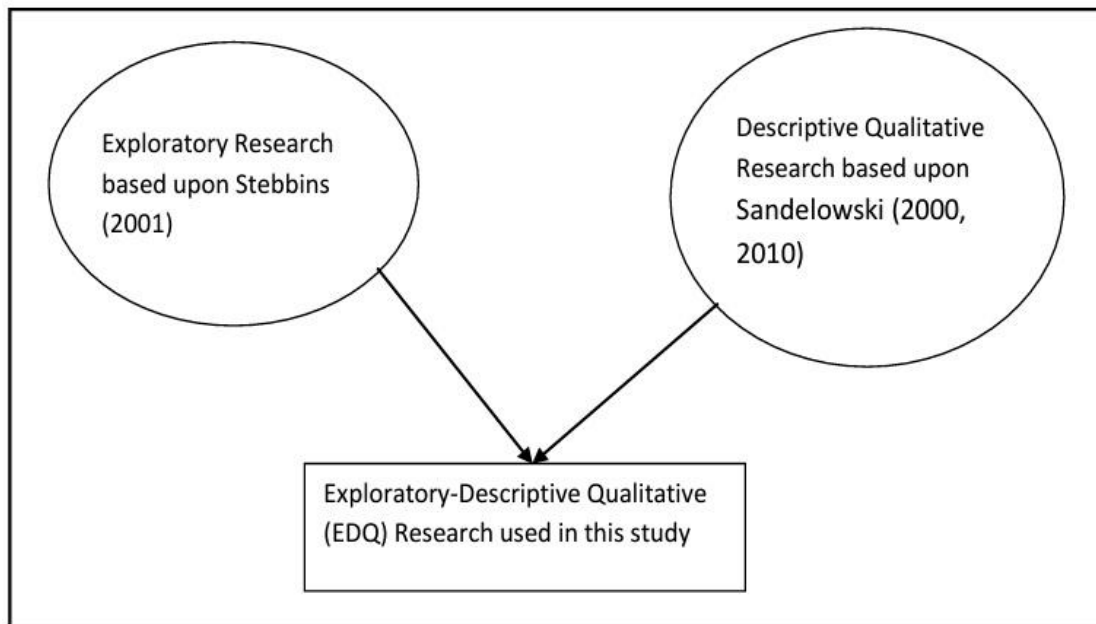 Exploratory Research
based upon Stebbins
(2001)
Descriptive Qualitative
Research based upon
Sandelowski (2000,
2010)
Exploratory-Descriptive Qualitative
(EDQ) Research used in this study